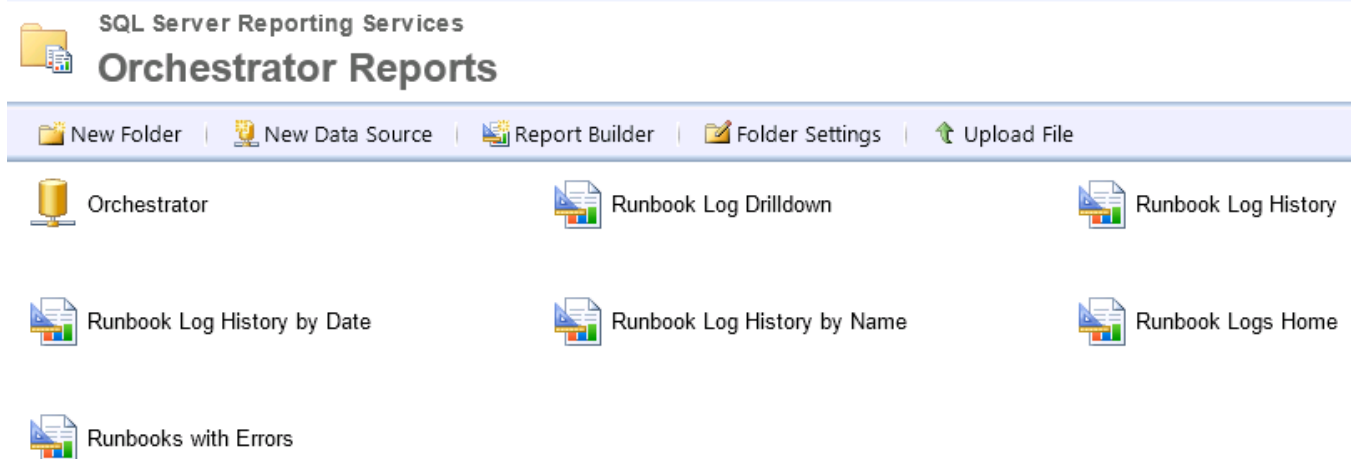 SQL Server Reporting Services
Orchestrator Reports
New Folder New Data Source Report Builder Folder Settings Upload File
Orchestrator Runbook Log Drilldown Runbook Log History
Runbook Log History by Date Runbook Log History by Name Runbook Logs Home
Runbooks with Errors